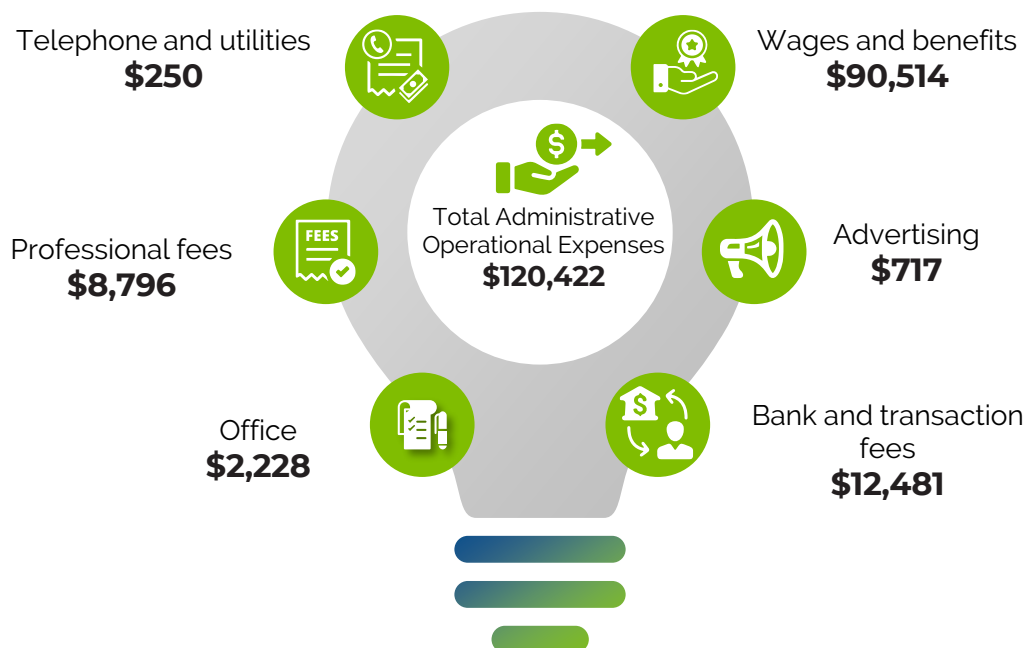 Telephone and utilities
$250
Wages and benefits
$90,514
$
Total Administrative
Operational Expenses
$120,422
FEES
Professional fees
$8,796
Advertising
$717
Office
$2,228
$
Bank and transaction
fees
$12,481